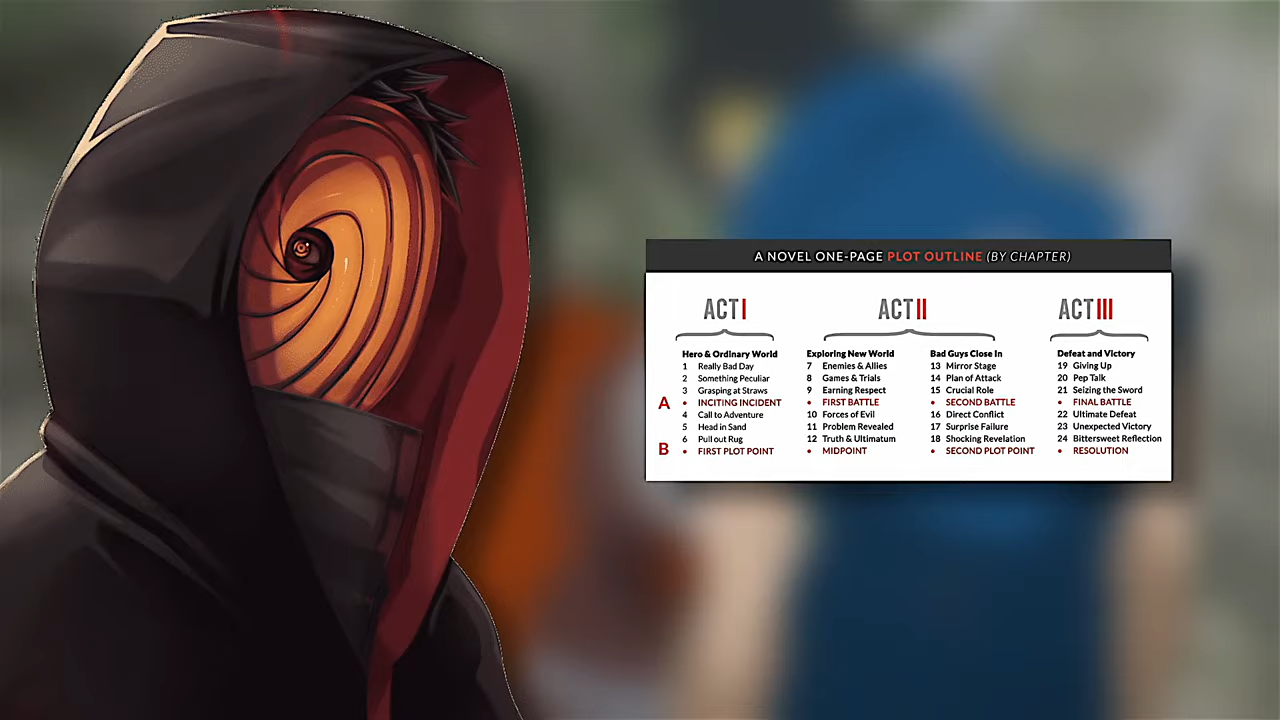 A NOVEL ONE-PAGE PLOT OUTLINE (BY CHAPTER)
ACT I
Hero & Ordinary World
1 Really Bad Day
2 Something Peculiar
3 Grasping at Straws
A • INCITING INCIDENT
4 Call to Adventure
5 Head in Sand
6 Pull out Rug
B • FIRST PLOT POINT
ACT II
Exploring New World
7 Enemies & Allies
8 Games & Trials
9 Earning Respect
• FIRST BATTLE
10 Forces of Evil
11 Problem Revealed
12 Truth & Ultimatum
• MIDPOINT
Bad Guys Close In
13 Mirror Stage
14 Plan of Attack
15 Crucial Role
• SECOND BATTLE
16 Direct Conflict
17 Surprise Failure
18 Shocking Revelation
• SECOND PLOT POINT
ACT III
Defeat and Victory
19 Giving Up
20 Pep Talk
21 Seizing the Sword
• FINAL BATTLE
22 Ultimate Defeat
23 Unexpected Victory
24 Bittersweet Reflection
• RESOLUTION